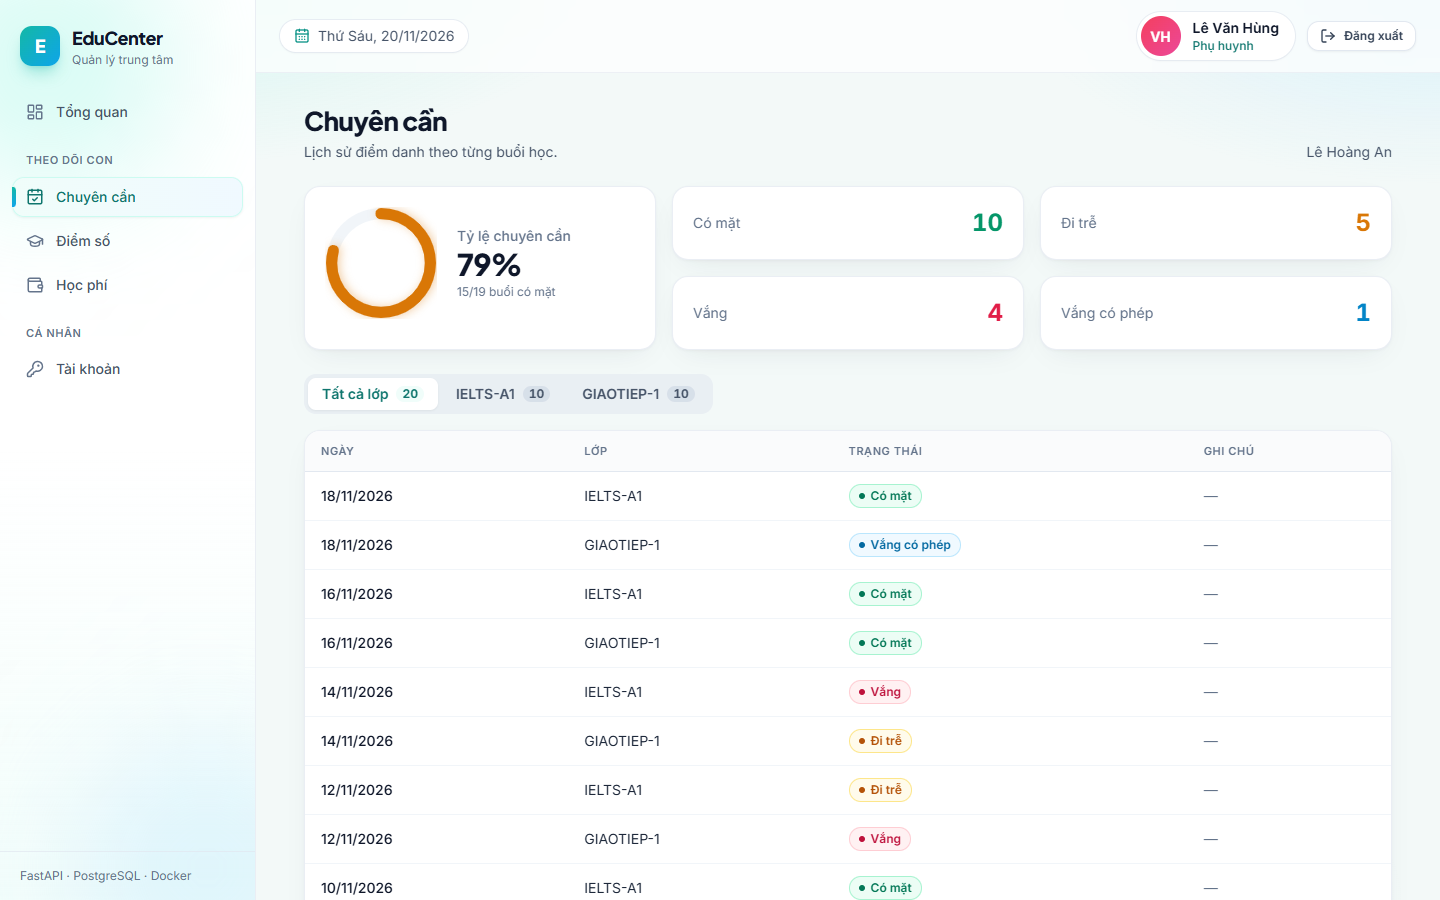 E
EduCenter
Quản lý trung tâm
Tổng quan
THEO DÕI CON
Chuyên cần
Điểm số
Học phí
CÁ NHÂN
Tài khoản
FastAPI · PostgreSQL · Docker
Thứ Sáu, 20/11/2026
VH
Lê Văn Hùng
Phụ huynh
Đăng xuất
Chuyên cần
Lịch sử điểm danh theo từng buổi học.
Lê Hoàng An
Tỷ lệ chuyên cần
79%
15/19 buổi có mặt
Có mặt 10
Đi trễ 5
Vắng 4
Vắng có phép 1
Tất cả lớp 20 IELTS-A1 10 GIAOTIEP-1 10
NGÀY LỚP TRẠNG THÁI GHI CHÚ
18/11/2026 IELTS-A1 Có mặt —
18/11/2026 GIAOTIEP-1 Vắng có phép —
16/11/2026 IELTS-A1 Có mặt —
16/11/2026 GIAOTIEP-1 Có mặt —
14/11/2026 IELTS-A1 Vắng —
14/11/2026 GIAOTIEP-1 Đi trễ —
12/11/2026 IELTS-A1 Đi trễ —
12/11/2026 GIAOTIEP-1 Vắng —
10/11/2026 IELTS-A1 Có mặt —